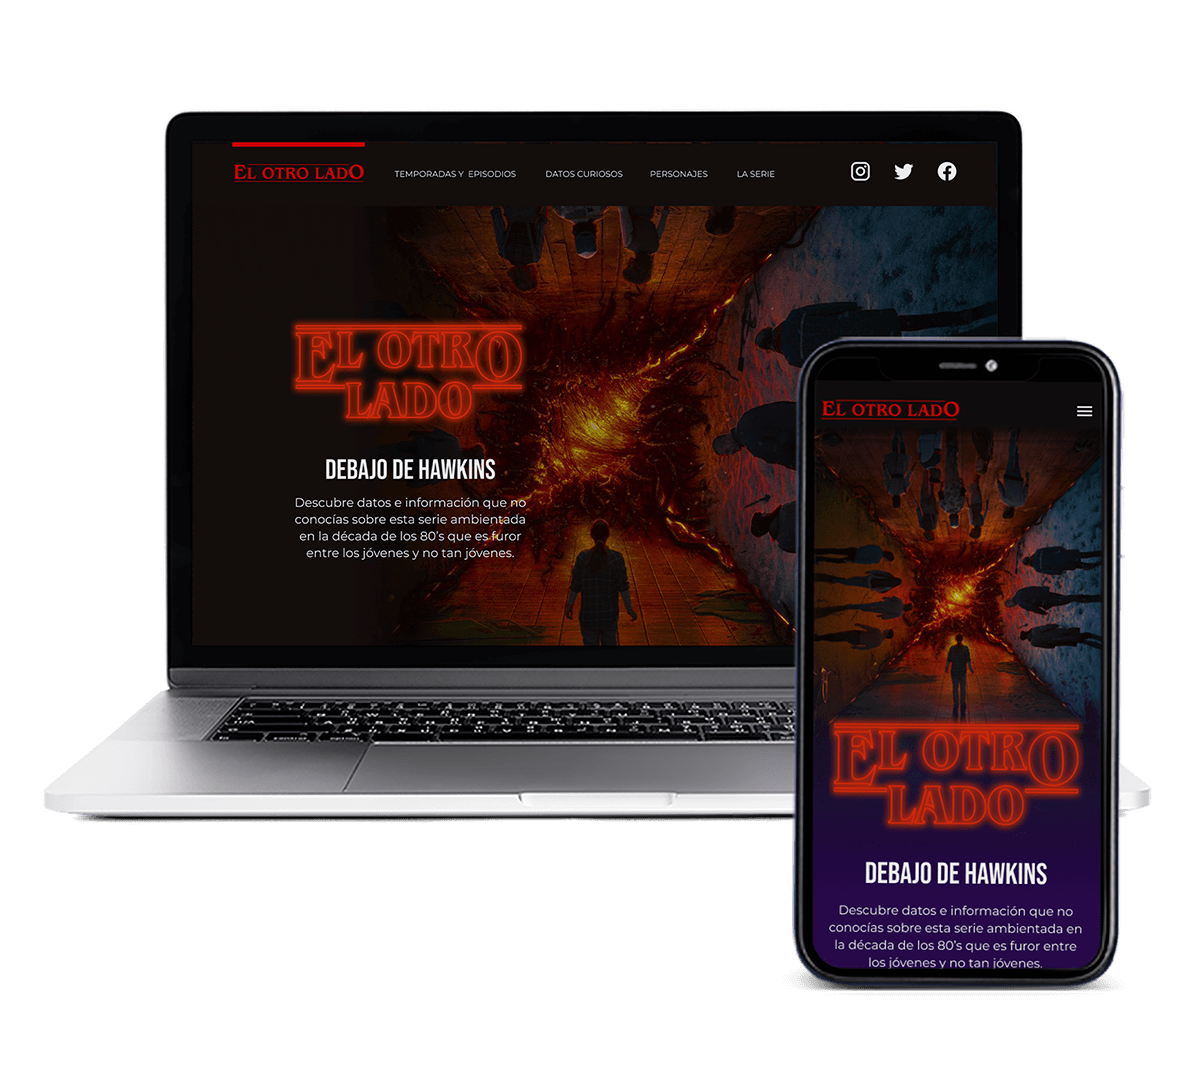 EL OTRO LADO
TEMPORADAS Y EPISODIOS
DATOS CURIOSOS
PERSONAJES
LA SERIE
EL OTRO
LADO
DEBAJO DE HAWKINS
Descubre datos e información que no
conocías sobre esta serie ambientada
en la década de los 80's que es furor
entre los jóvenes y no tan jóvenes.
EL OTRO LADO
EL OTRO
LADO
DEBAJO DE HAWKINS
Descubre datos e información que no
conocías sobre esta serie ambientada en
la década de los 80's que es furor entre
los jóvenes y no tan jóvenes.